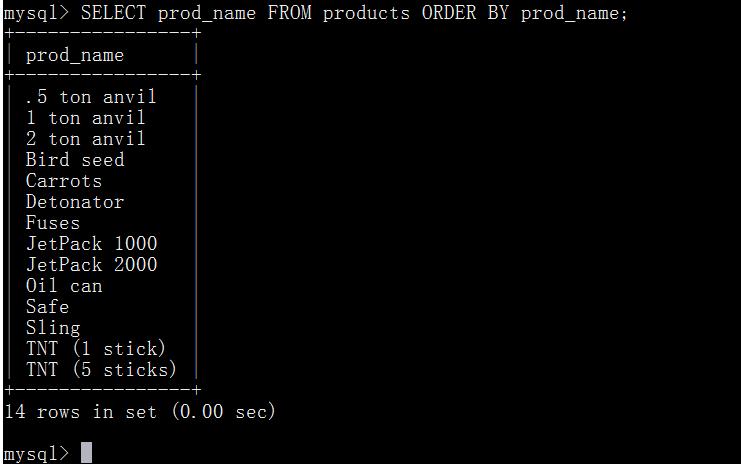 mysql> SELECT prod_name FROM products ORDER BY prod_name;
+----------------+
| prod_name      |
+----------------+
| .5 ton anvil   |
| 1 ton anvil    |
| 2 ton anvil    |
| Bird seed      |
| Carrots        |
| Detonator      |
| Fuses          |
| JetPack 1000   |
| JetPack 2000   |
| Oil can        |
| Safe           |
| Sling          |
| TNT (1 stick)  |
| TNT (5 sticks) |
+----------------+
14 rows in set (0.00 sec)
mysql>